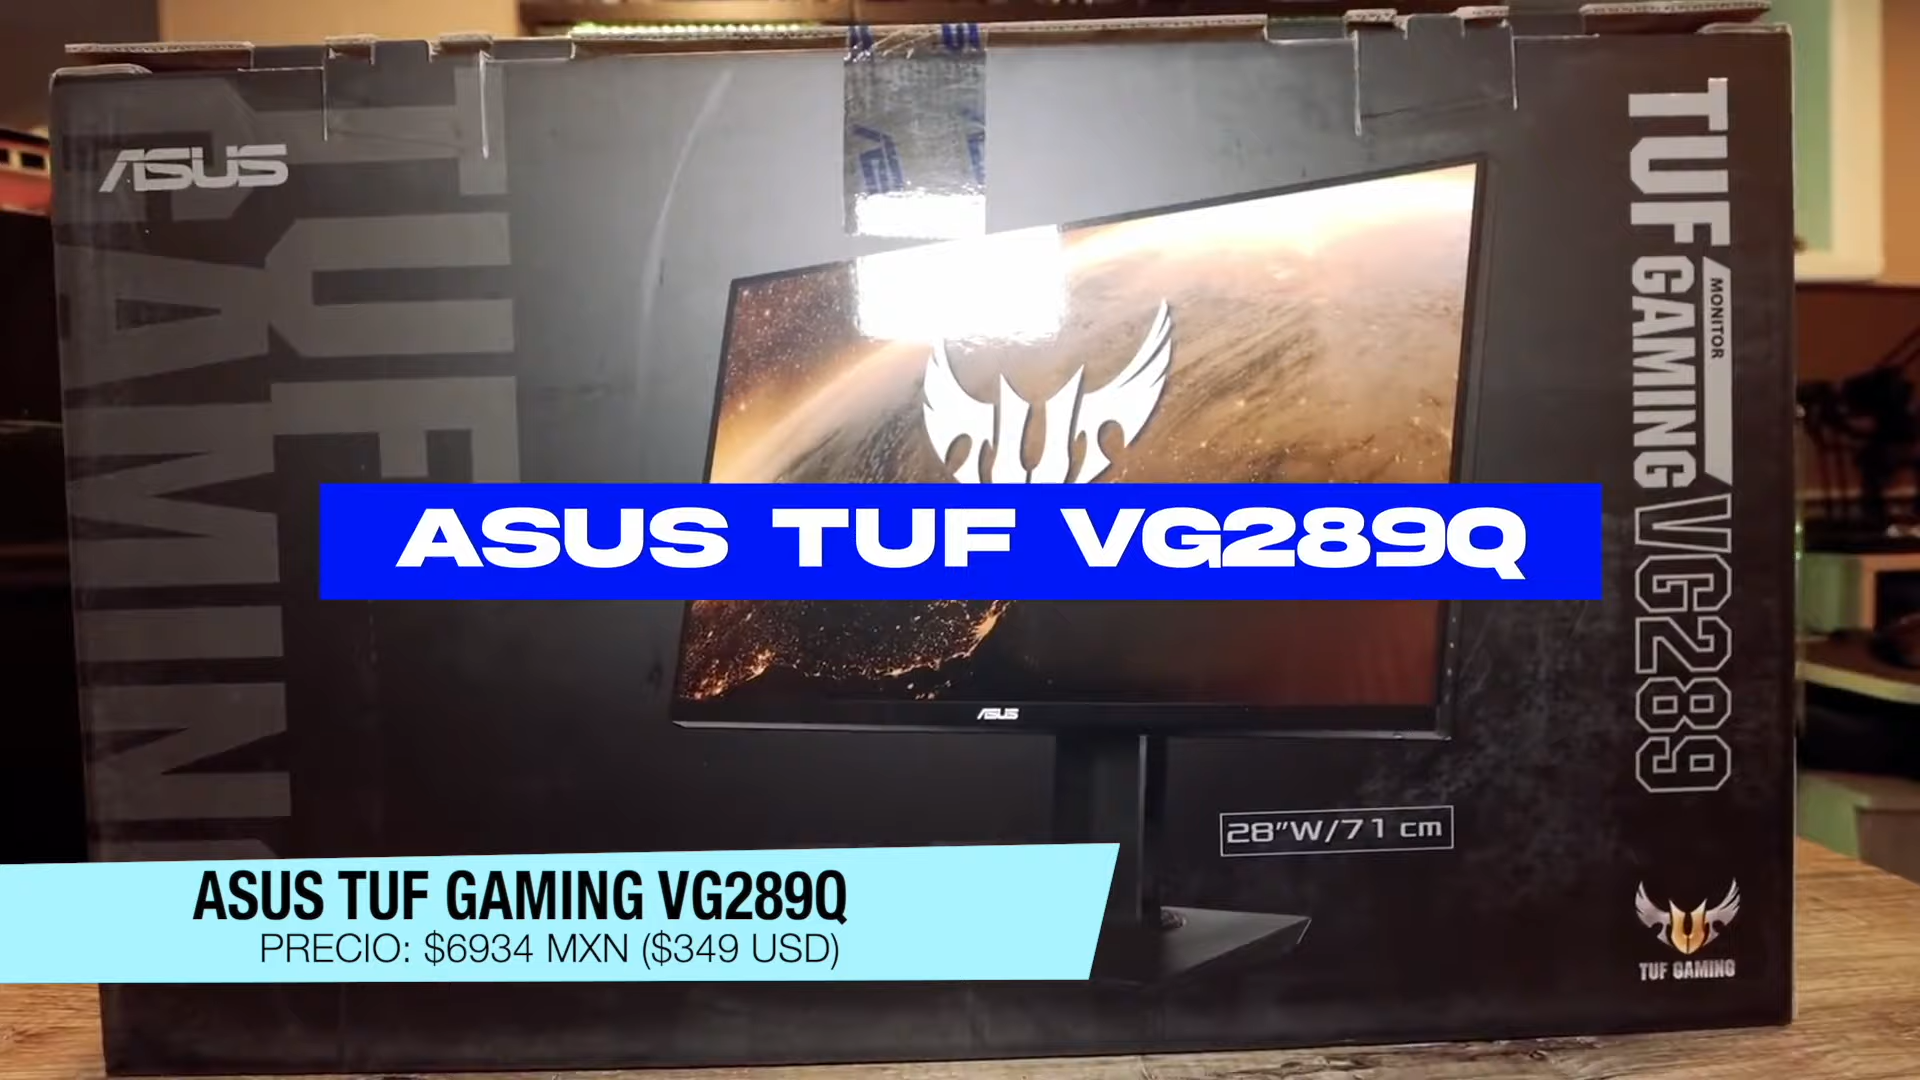 ASUS
TUF GAMING
TUF
ASUS TUF VG289Q
ASUS
28"W/71 cm
TUF GAMING VG289
MONITOR
TUF GAMING
ASUS TUF GAMING VG289Q
PRECIO: $6934 MXN ($349 USD)